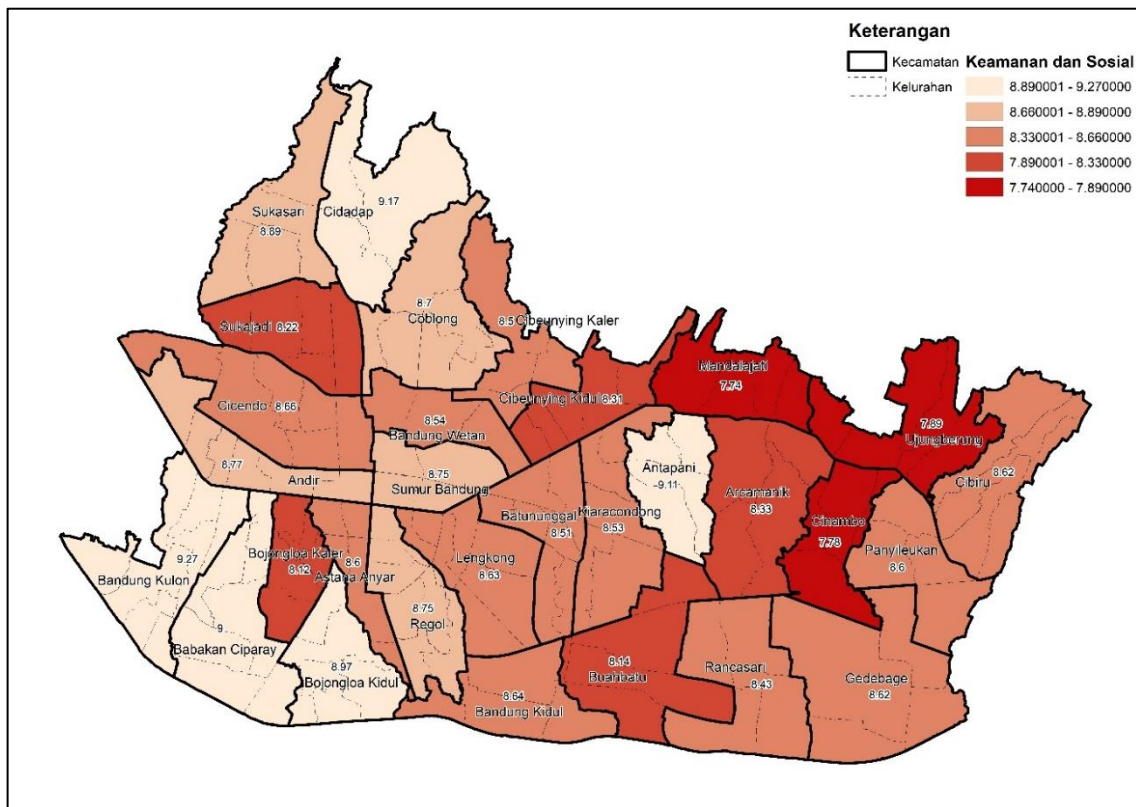 Keterangan
Kecamatan
Kelurahan
Keamanan dan Sosial
8.890001 - 9.270000
8.660001 - 8.890000
8.330001 - 8.660000
7.890001 - 8.330000
7.740000 - 7.890000
Sukasari
8.89
Cidadap
9.17
8.7
Coblong
8.5
Cibeunying Kaler
Sukajadi 8.22
Mandalajati
7.74
Cicendo 8.66
Cibeunying Kidul 8.31
8.54
Bandung Wetan
7.89
Ujungberung
8.62
Cibiru
8.77
Andir
8.75
Sumur Bandung
Antapani
9.11
Arcamanik
8.33
Cinambo
7.78
Batununggal
8.51
Kiaracondong
8.53
Panyileukan
8.6
9.27
Bandung Kulon
Bojongloa Kaler
8.12
8.6
Astana Anyar
Lengkong
8.63
8.75
Regol
9
Babakan Ciparay
8.97
Bojongloa Kidul
8.14
Buahbatu
Rancasari
8.43
Gedebage
8.62
8.64
Bandung Kidul